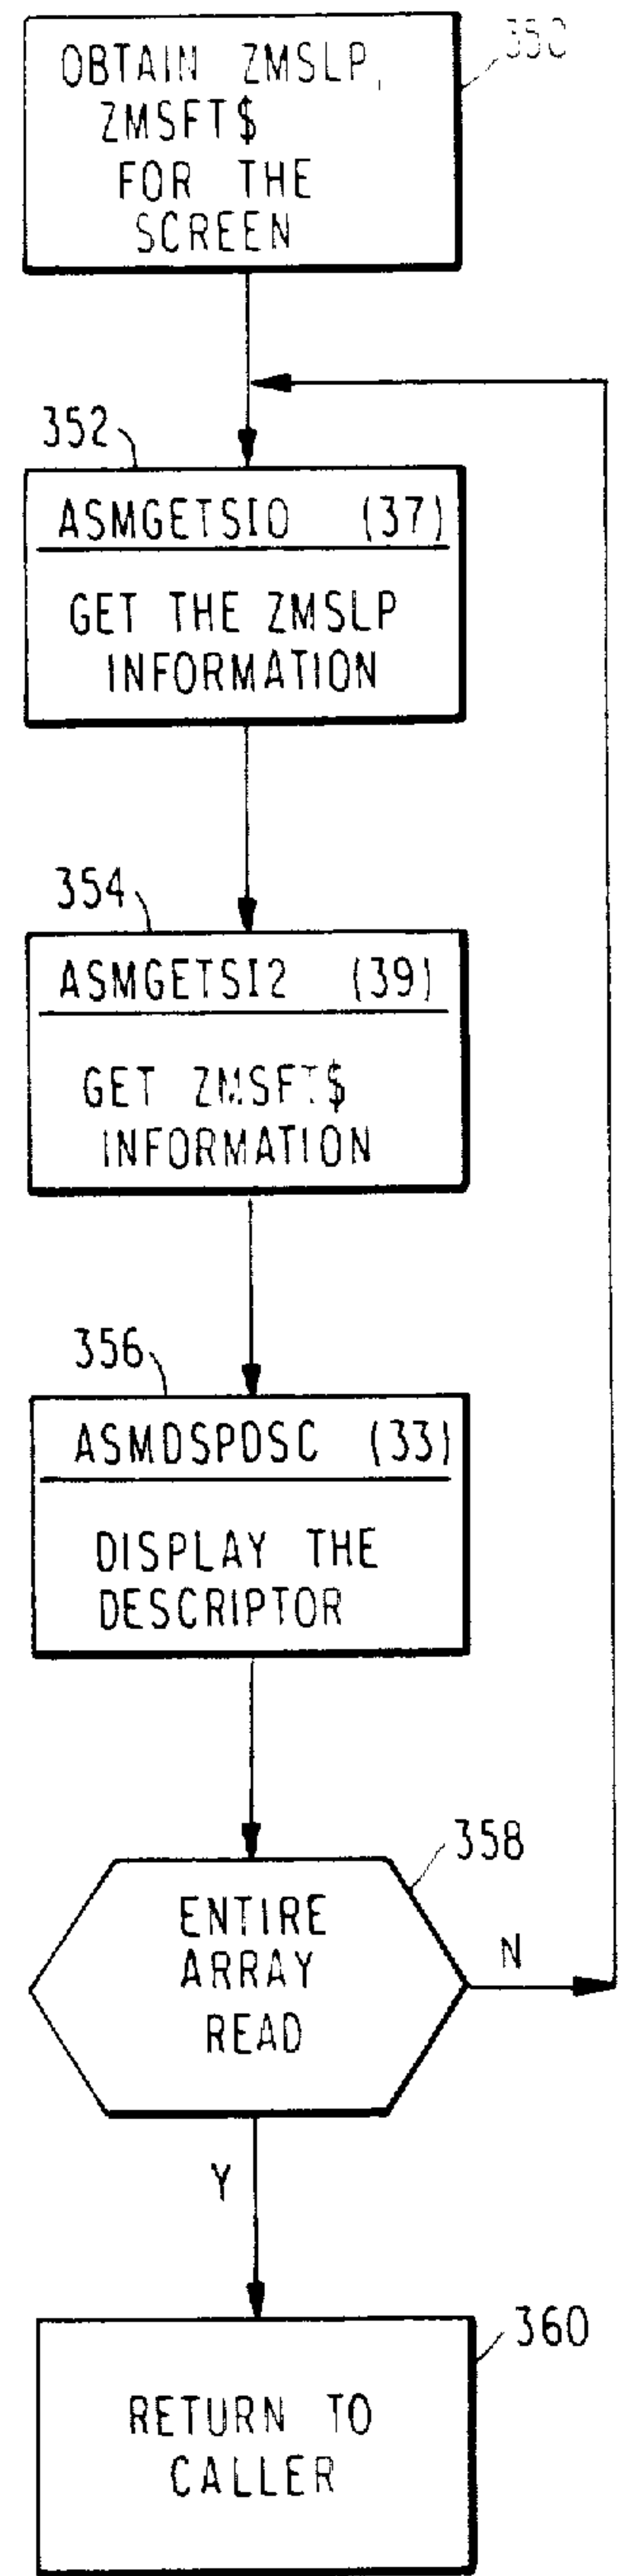 OBTAIN ZMSLP,
ZMSFT$
FOR THE
SCREEN
350
352
ASMGETSI0 (37)
GET THE ZMSLP
INFORMATION
354
ASMGETSI2 (39)
GET ZMSFT$
INFORMATION
356
ASMDSPDSC (33)
DISPLAY THE
DESCRIPTOR
358
ENTIRE
ARRAY
READ
N
Y
360
RETURN TO
CALLER